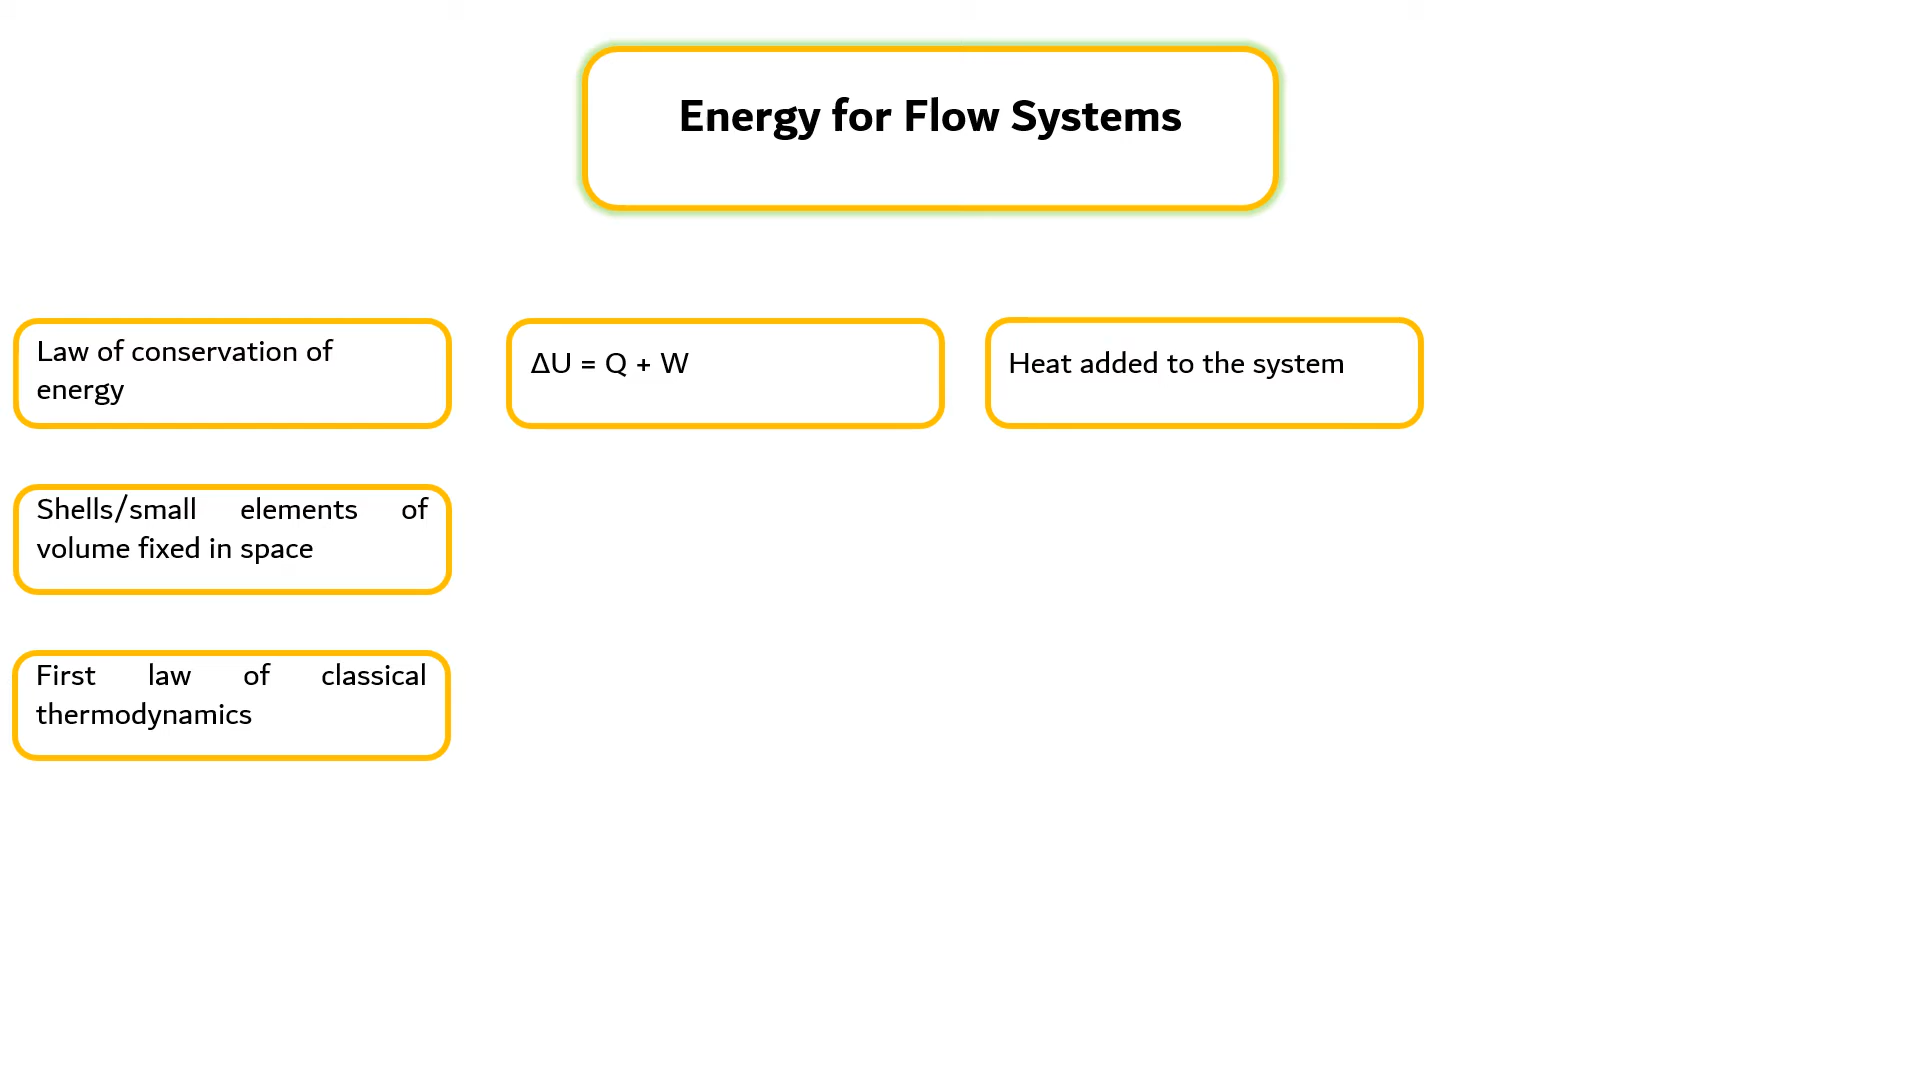 Energy for Flow Systems
Law of conservation of
energy
ΔU = Q + W
Heat added to the system
Shells/small elements of
volume fixed in space
First law of classical
thermodynamics